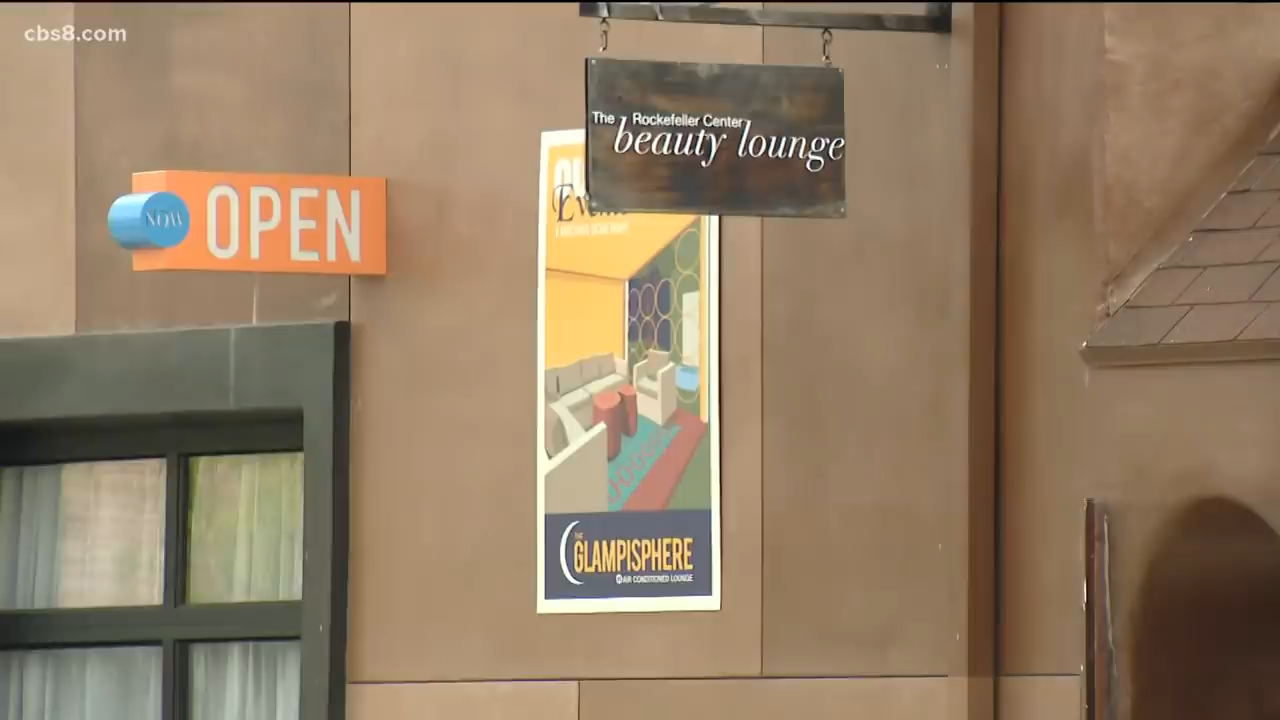 cbs8.com
The Rockefeller Center
beauty lounge
NOW
OPEN
THE
GLAMPISPHERE
AIR CONDITIONED LOUNGE